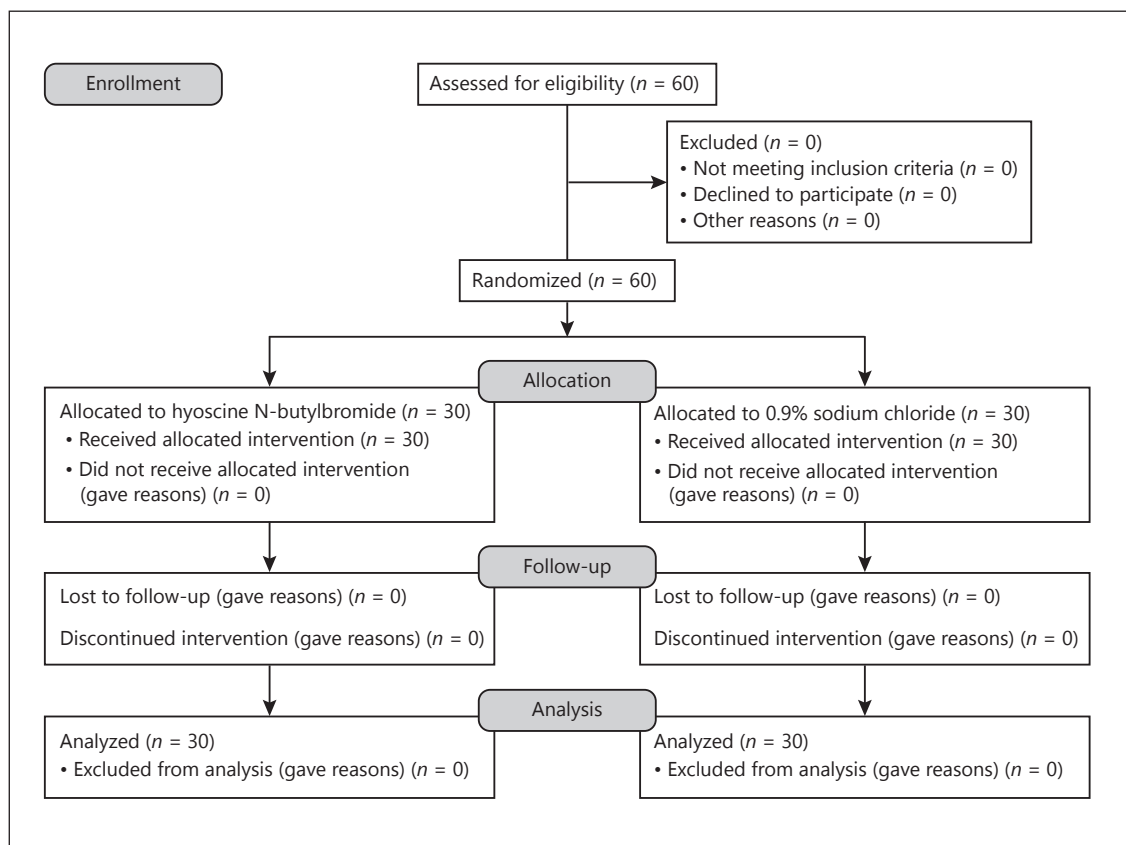 Enrollment
Assessed for eligibility (n = 60)
Excluded (n = 0)
• Not meeting inclusion criteria (n = 0)
• Declined to participate (n = 0)
• Other reasons (n = 0)
Randomized (n = 60)
Allocation
Allocated to hyoscine N-butylbromide (n = 30)
• Received allocated intervention (n = 30)
• Did not receive allocated intervention
(gave reasons) (n = 0)
Allocated to 0.9% sodium chloride (n = 30)
• Received allocated intervention (n = 30)
• Did not receive allocated intervention
(gave reasons) (n = 0)
Follow-up
Lost to follow-up (gave reasons) (n = 0)
Discontinued intervention (gave reasons) (n = 0)
Lost to follow-up (gave reasons) (n = 0)
Discontinued intervention (gave reasons) (n = 0)
Analysis
Analyzed (n = 30)
• Excluded from analysis (gave reasons) (n = 0)
Analyzed (n = 30)
• Excluded from analysis (gave reasons) (n = 0)